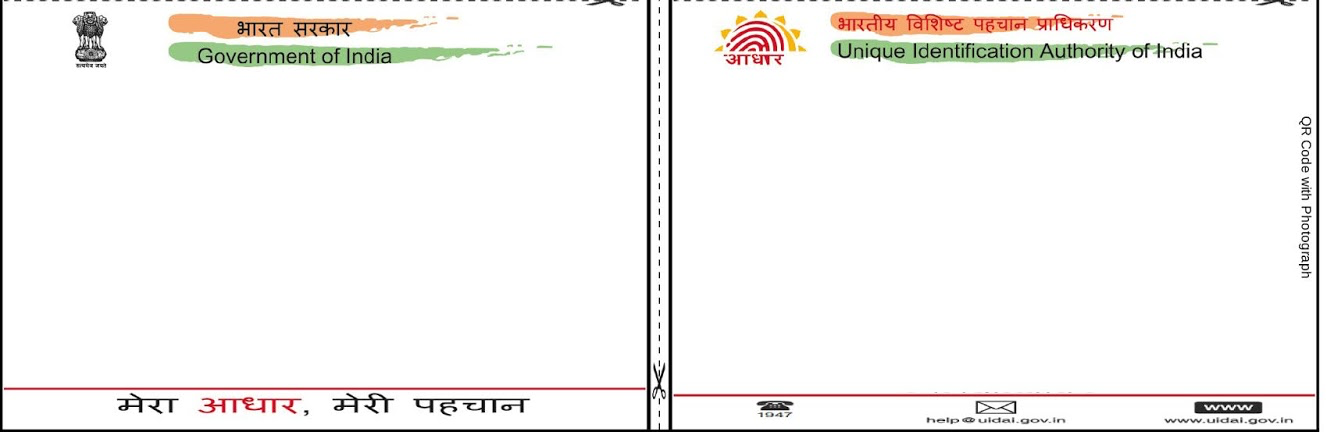 भारत सरकार
Government of India
सत्यमेव जयते
मेरा आधार, मेरी पहचान
आधार
भारतीय विशिष्ट पहचान प्राधिकरण
Unique Identification Authority of India
QR Code with Photograph
1947
help@uidai.gov.in
www
www.uidai.gov.in